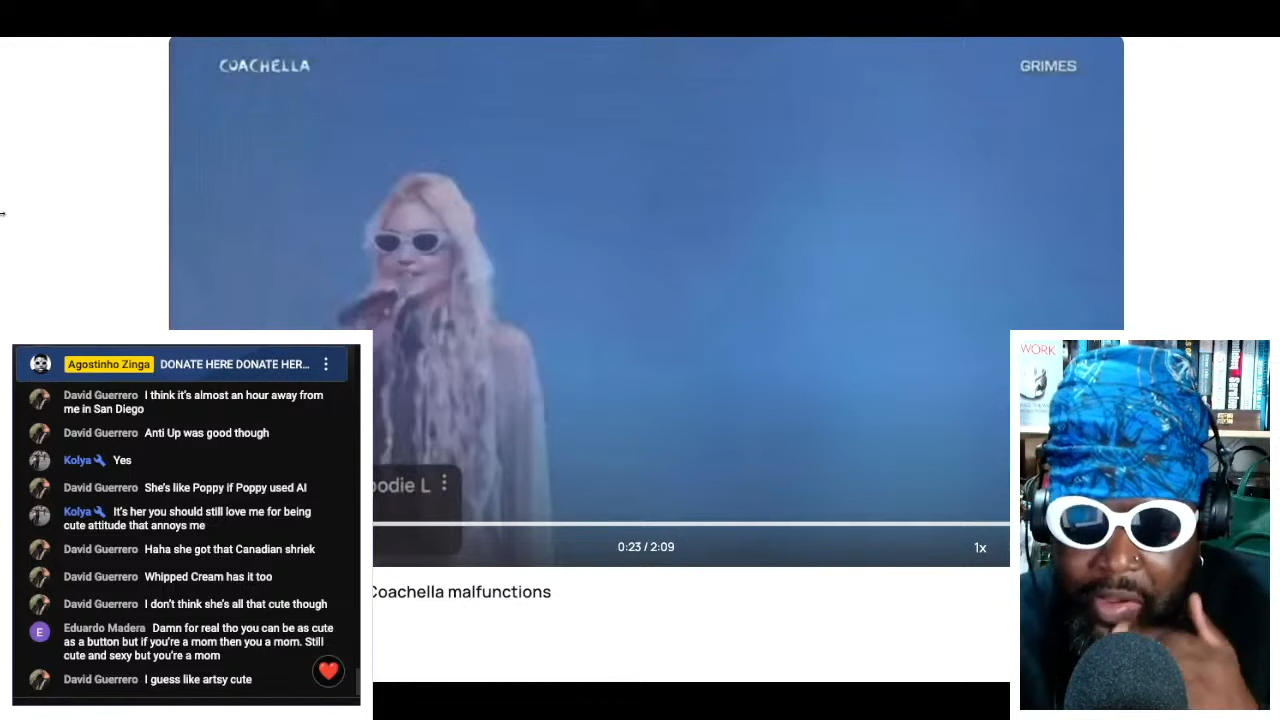 COACHELLA
GRIMES
Agostinho Zinga DONATE HERE DONATE HER...
David Guerrero I think it's almost an hour away from
me in San Diego
David Guerrero Anti Up was good though
Kolya Yes
David Guerrero She's like Poppy if Poppy used AI
Kolya It's her you should still love me for being
cute attitude that annoys me
David Guerrero Haha she got that Canadian shriek
David Guerrero Whipped Cream has it too
David Guerrero I don't think she's all that cute though
E
Eduardo Madera Damn for real tho you can be as cute
as a button but if you're a mom then you a mom. Still
cute and sexy but you're a mom
David Guerrero I guess like artsy cute
oodie L
0:23 / 2:09
1x
Coachella malfunctions
WORK